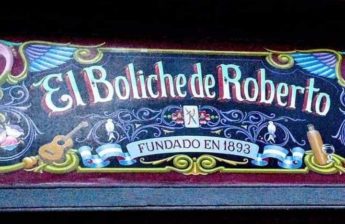 El Boliche de Roberto
FUNDADO EN 1893